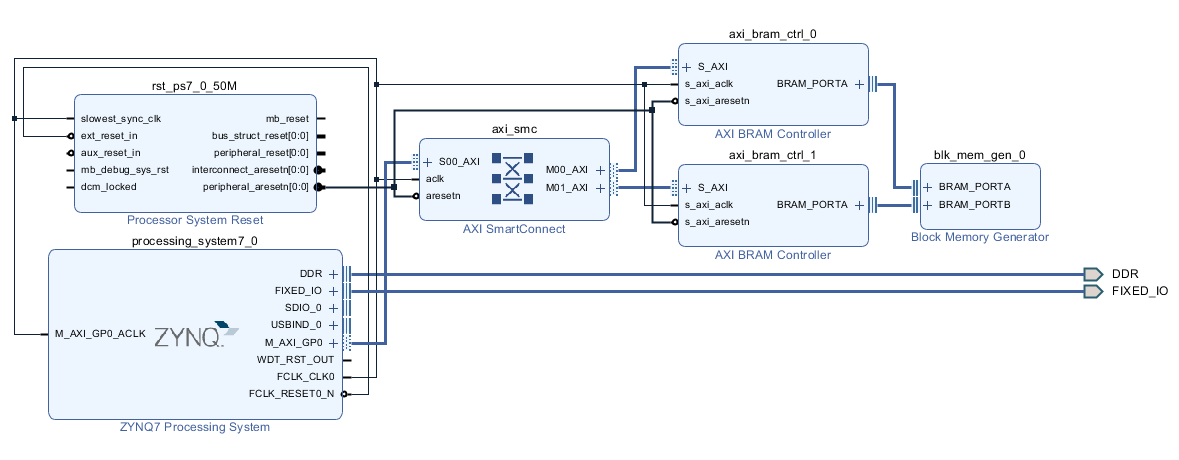 rst_ps7_0_50M
slowest_sync_clk
ext_reset_in
aux_reset_in
mb_debug_sys_rst
dcm_locked
mb_reset
bus_struct_reset[0:0]
peripheral_reset[0:0]
interconnect_aresetn[0:0]
peripheral_aresetn[0:0]
Processor System Reset
processing_system7_0
M_AXI_GP0_ACLK
ZYNQ
DDR
FIXED_IO
SDIO_0
USBIND_0
M_AXI_GP0
WDT_RST_OUT
FCLK_CLK0
FCLK_RESET0_N
ZYNQ7 Processing System
axi_smc
S00_AXI
aclk
aresetn
M00_AXI
M01_AXI
AXI SmartConnect
axi_bram_ctrl_0
S_AXI
s_axi_aclk
s_axi_aresetn
BRAM_PORTA
AXI BRAM Controller
axi_bram_ctrl_1
S_AXI
s_axi_aclk
s_axi_aresetn
BRAM_PORTA
AXI BRAM Controller
blk_mem_gen_0
BRAM_PORTA
BRAM_PORTB
Block Memory Generator
DDR
FIXED_IO